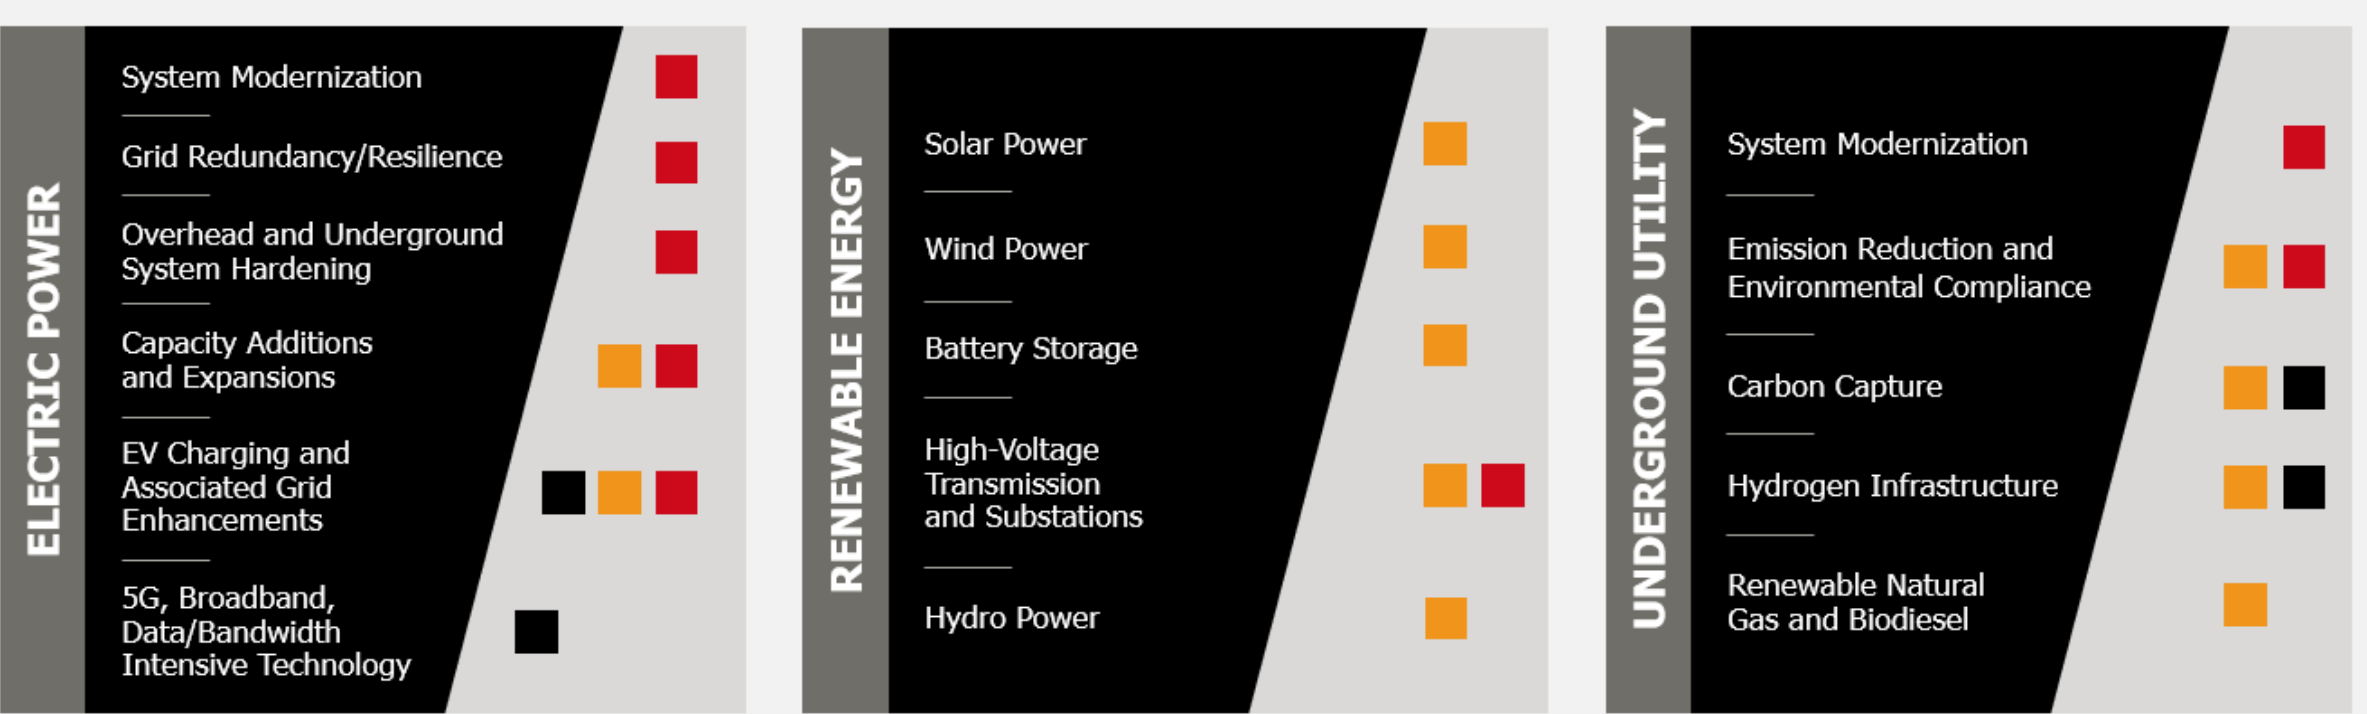 ELECTRIC POWER
System Modernization
Grid Redundancy/Resilience
Overhead and Underground
System Hardening
Capacity Additions
and Expansions
EV Charging and
Associated Grid
Enhancements
5G, Broadband,
Data/Bandwidth
Intensive Technology
RENEWABLE ENERGY
Solar Power
Wind Power
Battery Storage
High-Voltage
Transmission
and Substations
Hydro Power
UNDERGROUND UTILITY
System Modernization
Emission Reduction and
Environmental Compliance
Carbon Capture
Hydrogen Infrastructure
Renewable Natural
Gas and Biodiesel